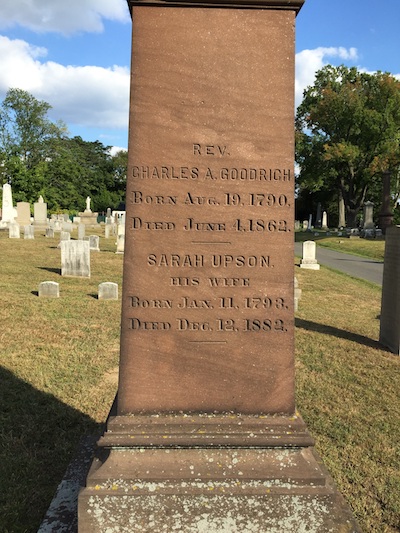 REV.
CHARLES A. GOODRICH
BORN AUG. 19, 1790.
DIED JUNE 4, 1862.
SARAH UPSON,
HIS WIFE
BORN JAN. 11, 1793.
DIED DEC. 12, 1882.